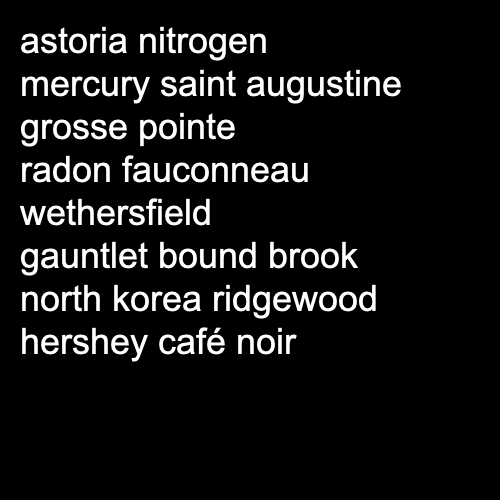 astoria nitrogen
mercury saint augustine
grosse pointe
radon fauconneau
wethersfield
gauntlet bound brook
north korea ridgewood
hershey café noir